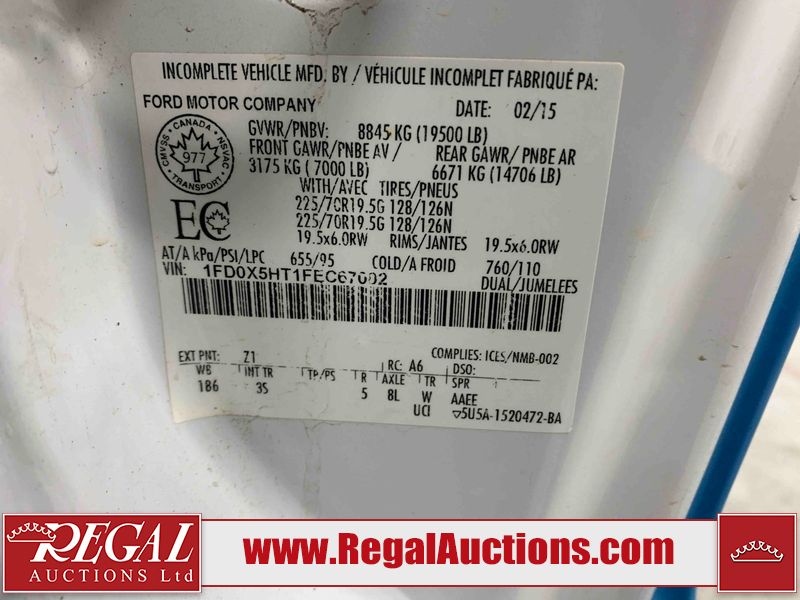 INCOMPLETE VEHICLE MFD. BY / VÉHICULE INCOMPLET FABRIQUÉ PA:
FORD MOTOR COMPANY DATE: 02/15
GVWR/PNBV: 8845 KG (19500 LB)
FRONT GAWR/PNBE AV / REAR GAWR/ PNBE AR
3175 KG ( 7000 LB) 6671 KG (14706 LB)
WITH/AVEC TIRES/PNEUS
225/70R19.5G 128/126N
225/70R19.5G 128/126N
19.5x6.0RW RIMS/JANTES 19.5x6.0RW
AT/A kPa/PSI/LPC 655/95 COLD/A FROID 760/110
VIN: 1FD0X5HT1FEC67002 DUAL/JUMELEES
CANADA
CMVSS NSVAC
977
TRANSPORT
EC
COMPLIES: ICES/NMB-002
EXT PNT: Z1 RC: A6 DSO:
WB INT TR TP/PS R AXLE TR SPR
186 3S 5 8L W AAEE
UCI ▽5U5A-1520472-BA
REGAL
AUCTIONS Ltd
www.RegalAuctions.com